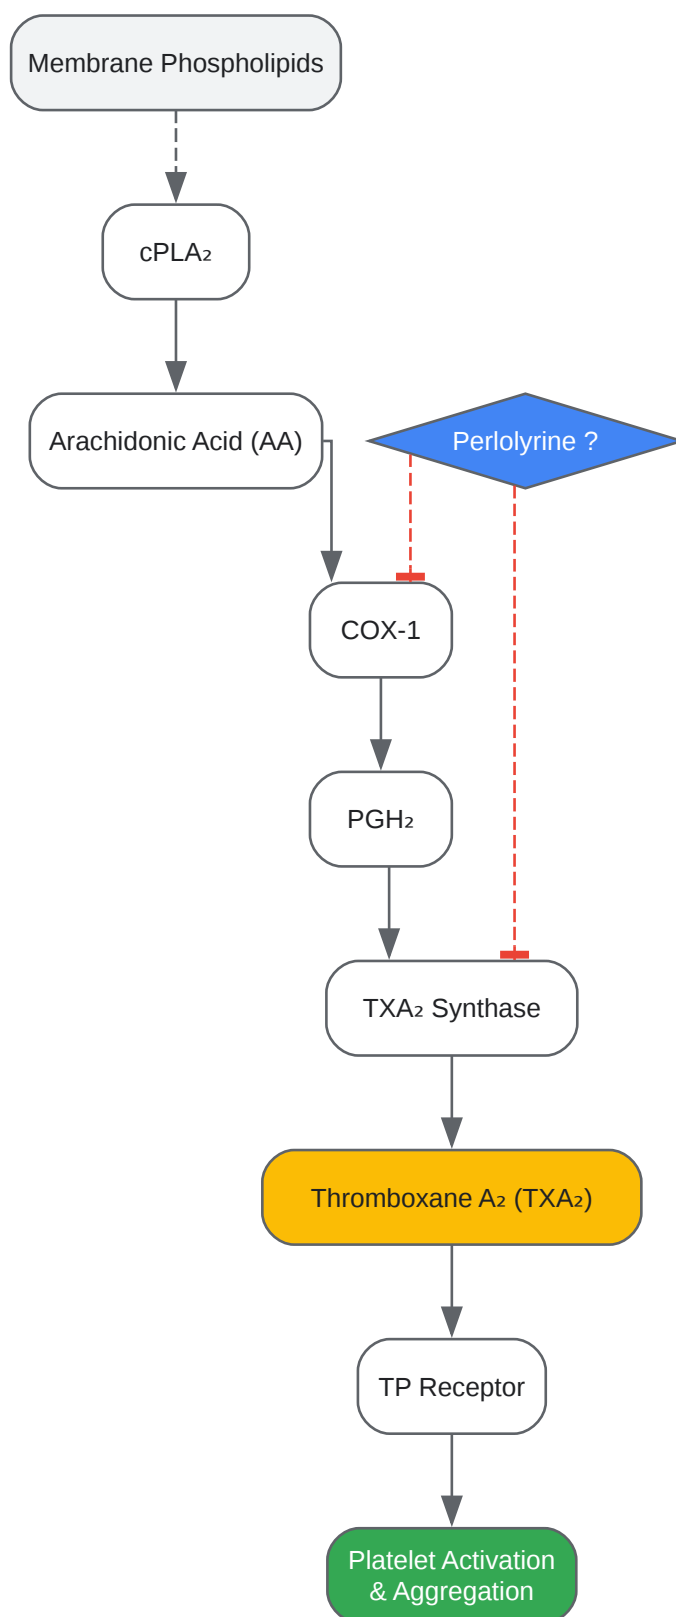 Membrane Phospholipids
cPLA₂
Arachidonic Acid (AA)
Perlolyrine ?
COX-1
PGH₂
TXA₂ Synthase
Thromboxane A₂ (TXA₂)
TP Receptor
Platelet Activation
& Aggregation